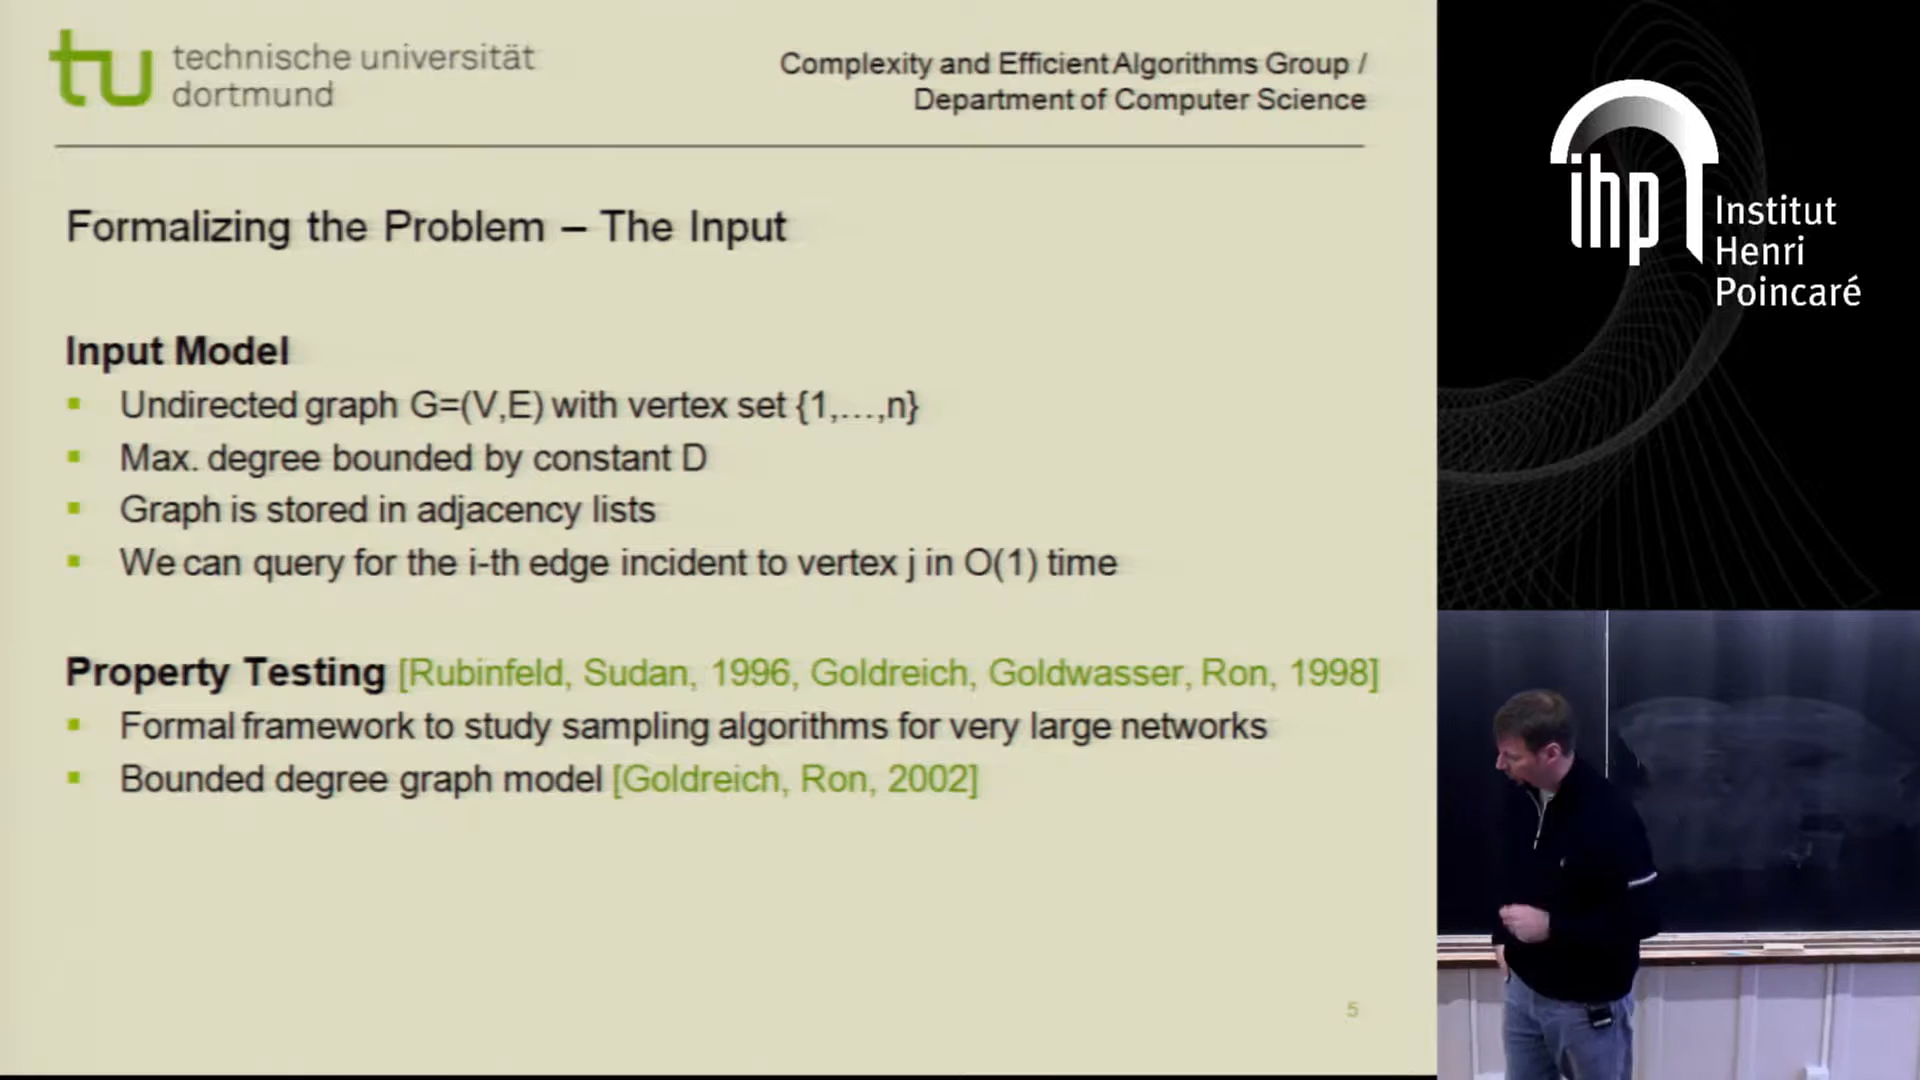 technische universität
dortmund
Complexity and Efficient Algorithms Group /
Department of Computer Science
Formalizing the Problem – The Input
Input Model
Undirected graph G=(V,E) with vertex set {1,…,n}
Max. degree bounded by constant D
Graph is stored in adjacency lists
We can query for the i-th edge incident to vertex j in O(1) time
Property Testing [Rubinfeld, Sudan, 1996, Goldreich, Goldwasser, Ron, 1998]
Formal framework to study sampling algorithms for very large networks
Bounded degree graph model [Goldreich, Ron, 2002]
5
ihp
Institut
Henri
Poincaré